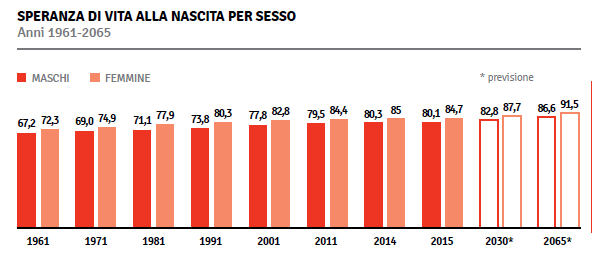 SPERANZA DI VITA ALLA NASCITA PER SESSO
Anni 1961-2065
MASCHI FEMMINE * previsione
67,2 72,3 69,0 74,9 71,1 77,9 73,8 80,3 77,8 82,8 79,5 84,4 80,3 85 80,1 84,7 82,8 87,7 86,6 91,5
1961 1971 1981 1991 2001 2011 2014 2015 2030* 2065*